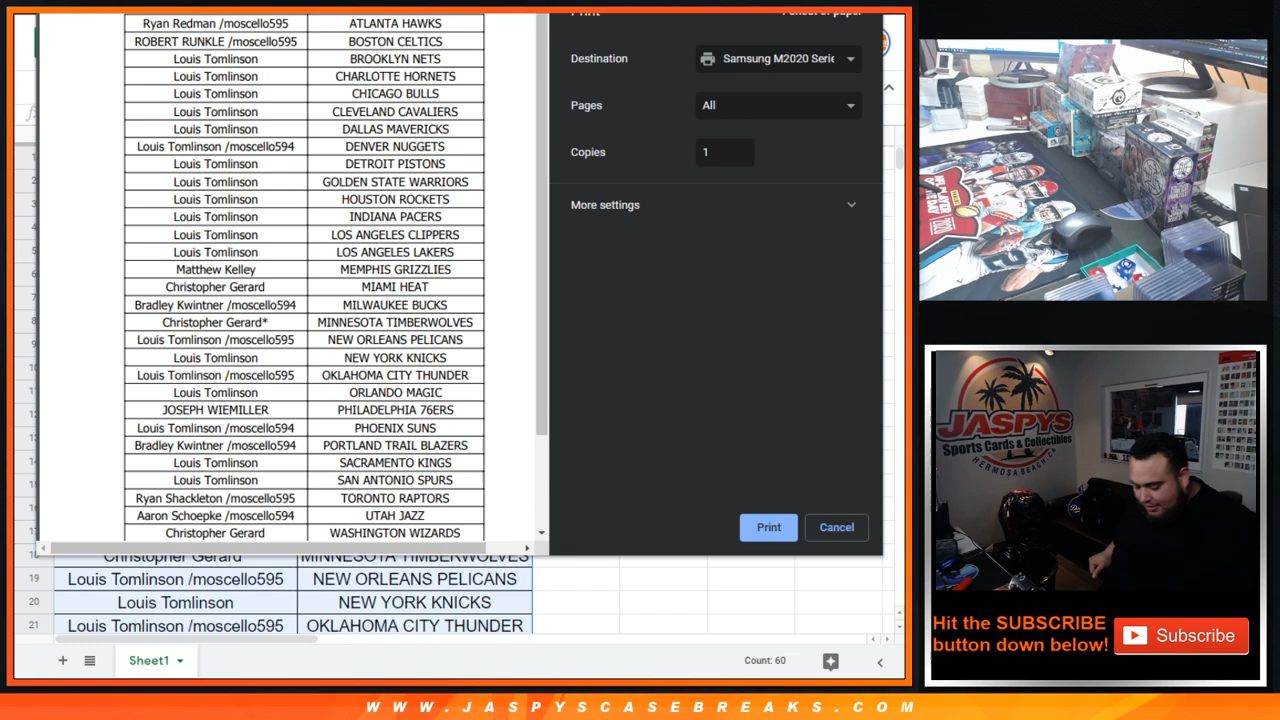 Ryan Redman /moscello595 ATLANTA HAWKS
ROBERT RUNKLE /moscello595 BOSTON CELTICS
Louis Tomlinson BROOKLYN NETS
Louis Tomlinson CHARLOTTE HORNETS
Louis Tomlinson CHICAGO BULLS
Louis Tomlinson CLEVELAND CAVALIERS
Louis Tomlinson DALLAS MAVERICKS
Louis Tomlinson /moscello594 DENVER NUGGETS
Louis Tomlinson DETROIT PISTONS
Louis Tomlinson GOLDEN STATE WARRIORS
Louis Tomlinson HOUSTON ROCKETS
Louis Tomlinson INDIANA PACERS
Louis Tomlinson LOS ANGELES CLIPPERS
Louis Tomlinson LOS ANGELES LAKERS
Matthew Kelley MEMPHIS GRIZZLIES
Christopher Gerard MIAMI HEAT
Bradley Kwintner /moscello594 MILWAUKEE BUCKS
Christopher Gerard* MINNESOTA TIMBERWOLVES
Louis Tomlinson /moscello595 NEW ORLEANS PELICANS
Louis Tomlinson NEW YORK KNICKS
Louis Tomlinson /moscello595 OKLAHOMA CITY THUNDER
Louis Tomlinson ORLANDO MAGIC
JOSEPH WIEMILLER PHILADELPHIA 76ERS
Louis Tomlinson /moscello594 PHOENIX SUNS
Bradley Kwintner /moscello594 PORTLAND TRAIL BLAZERS
Louis Tomlinson SACRAMENTO KINGS
Louis Tomlinson SAN ANTONIO SPURS
Ryan Shackleton /moscello595 TORONTO RAPTORS
Aaron Schoepke /moscello594 UTAH JAZZ
Christopher Gerard WASHINGTON WIZARDS
Destination Samsung M2020 Serie
Pages All
Copies 1
More settings
Print Cancel
18 Christopher Gerard MINNESOTA TIMBERWOLVES
19 Louis Tomlinson /moscello595 NEW ORLEANS PELICANS
20 Louis Tomlinson NEW YORK KNICKS
21 Louis Tomlinson /moscello595 OKLAHOMA CITY THUNDER
+ Sheet1 Count: 60
JASPYS
Sports Cards & Collectibles
HERMOSA BEACH, CA
Hit the SUBSCRIBE
button down below!
Subscribe
WWW.JASPYSCASEBREAKS.COM